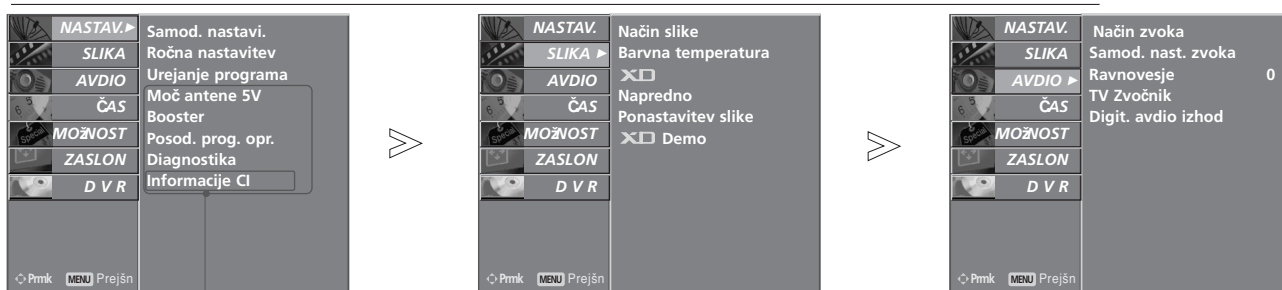 NASTAV.
SLIKA
AVDIO
ČAS
MOŽNOST
ZASLON
D V R
Prmk MENU Prejšn
Samod. nastavi.
Ročna nastavitev
Urejanje programa
Moč antene 5V
Booster
Posod. prog. opr.
Diagnostika
Informacije CI
NASTAV.
SLIKA
AVDIO
ČAS
MOŽNOST
ZASLON
D V R
Prmk MENU Prejšn
Način slike
Barvna temperatura
XD
Napredno
Ponastavitev slike
XD Demo
NASTAV.
SLIKA
AVDIO
ČAS
MOŽNOST
ZASLON
D V R
Prmk MENU Prejšn
Način zvoka
Samod. nast. zvoka
Ravnovesje 0
TV Zvočnik
Digit. avdio izhod